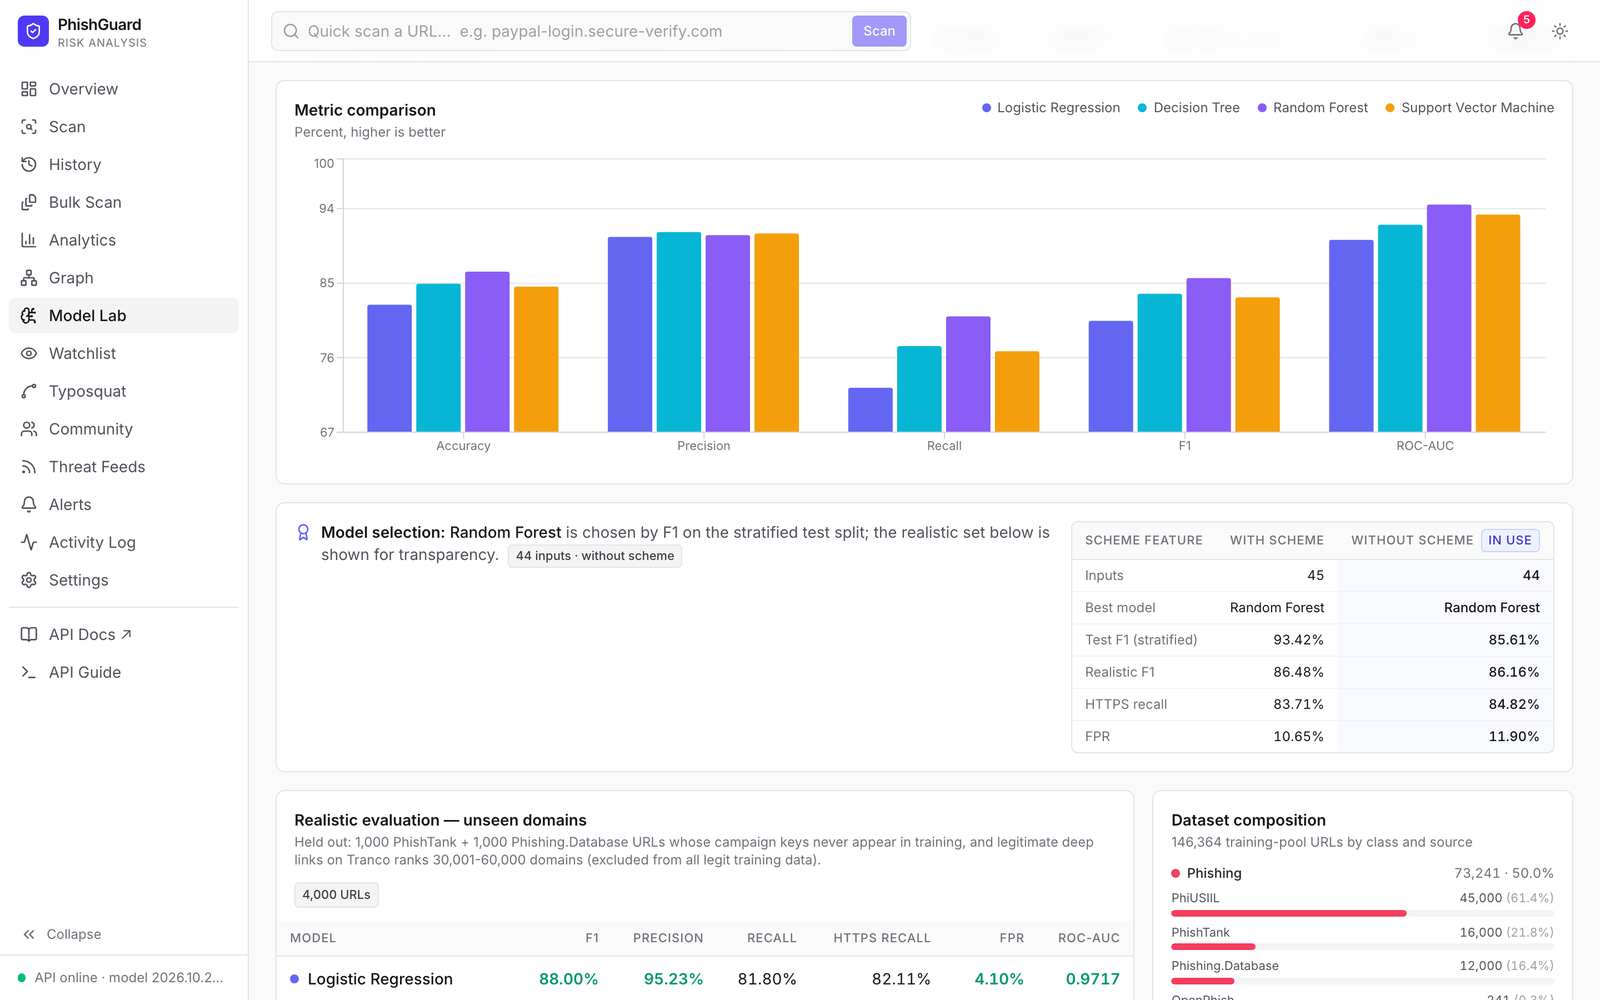 PhishGuard
RISK ANALYSIS
Quick scan a URL... e.g. paypal-login.secure-verify.com
Scan
5
Overview
Scan
History
Bulk Scan
Analytics
Graph
Model Lab
Watchlist
Typosquat
Community
Threat Feeds
Alerts
Activity Log
Settings
API Docs ↗
API Guide
Collapse
API online · model 2026.10.2...
Metric comparison
Percent, higher is better
Logistic Regression Decision Tree Random Forest Support Vector Machine
100
94
85
76
67
Accuracy Precision Recall F1 ROC-AUC
Model selection: Random Forest is chosen by F1 on the stratified test split; the realistic set below is
shown for transparency. 44 inputs · without scheme
SCHEME FEATURE WITH SCHEME WITHOUT SCHEME IN USE
Inputs 45 44
Best model Random Forest Random Forest
Test F1 (stratified) 93.42% 85.61%
Realistic F1 86.48% 86.16%
HTTPS recall 83.71% 84.82%
FPR 10.65% 11.90%
Realistic evaluation — unseen domains
Held out: 1,000 PhishTank + 1,000 Phishing.Database URLs whose campaign keys never appear in training, and legitimate deep
links on Tranco ranks 30,001-60,000 domains (excluded from all legit training data).
4,000 URLs
MODEL F1 PRECISION RECALL HTTPS RECALL FPR ROC-AUC
Logistic Regression 88.00% 95.23% 81.80% 82.11% 4.10% 0.9717
Dataset composition
146,364 training-pool URLs by class and source
Phishing 73,241 · 50.0%
PhiUSIIL 45,000 (61.4%)
PhishTank 16,000 (21.8%)
Phishing.Database 12,000 (16.4%)
OpenPhish 241 (0.3%)